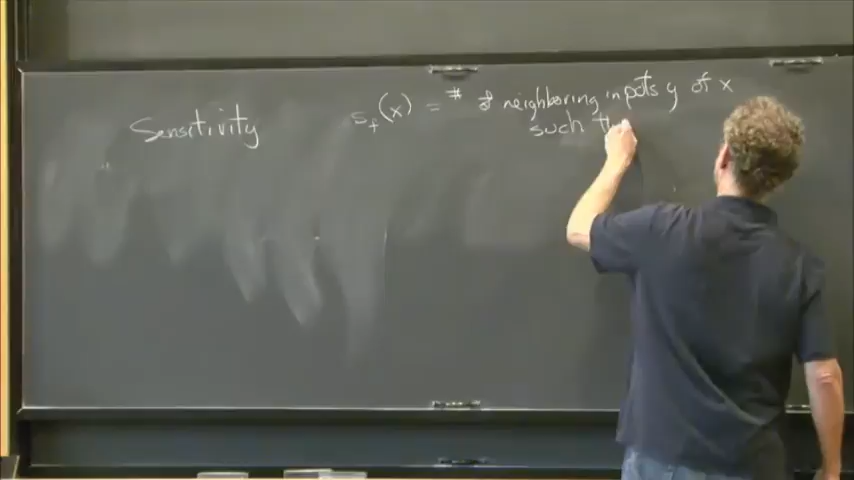 Sensitivity
s_f(x) = # of neighboring inputs y of x
such th